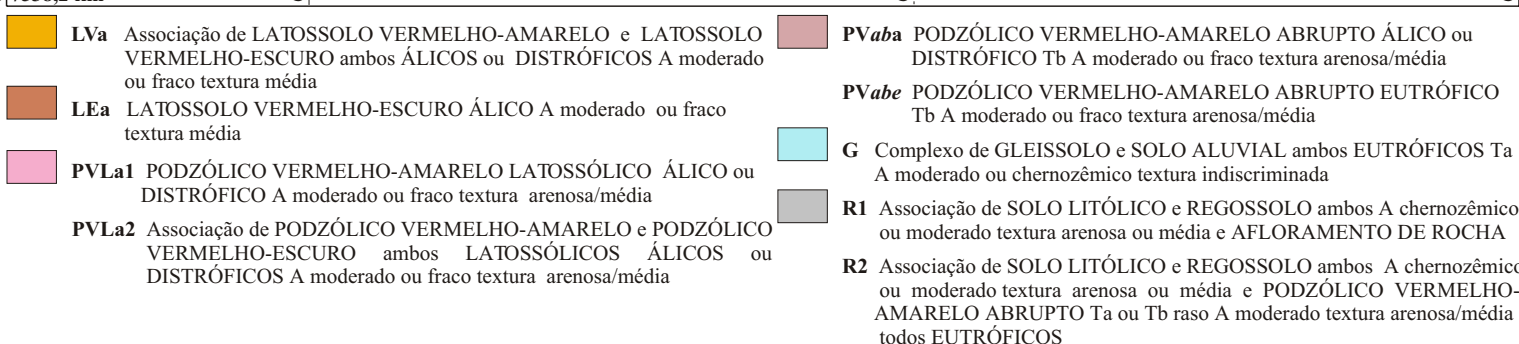 LVa Associação de LATOSSOLO VERMELHO-AMARELO e LATOSSOLO
VERMELHO-ESCURO ambos ÁLICOS ou DISTRÓFICOS A moderado
ou fraco textura média
LEa LATOSSOLO VERMELHO-ESCURO ÁLICO A moderado ou fraco
textura média
PVLa1 PODZÓLICO VERMELHO-AMARELO LATOSSÓLICO ÁLICO ou
DISTRÓFICO A moderado ou fraco textura arenosa/média
PVLa2 Associação de PODZÓLICO VERMELHO-AMARELO e PODZÓLICO
VERMELHO-ESCURO ambos LATOSSÓLICOS ÁLICOS ou
DISTRÓFICOS A moderado ou fraco textura arenosa/média
PVaba PODZÓLICO VERMELHO-AMARELO ABRUPTO ÁLICO ou
DISTRÓFICO Tb A moderado ou fraco textura arenosa/média
PVabe PODZÓLICO VERMELHO-AMARELO ABRUPTO EUTRÓFICO
Tb A moderado ou fraco textura arenosa/média
G Complexo de GLEISSOLO e SOLO ALUVIAL ambos EUTRÓFICOS Ta
A moderado ou chernozêmico textura indiscriminada
R1 Associação de SOLO LITÓLICO e REGOSSOLO ambos A chernozêmico
ou moderado textura arenosa ou média e AFLORAMENTO DE ROCHA
R2 Associação de SOLO LITÓLICO e REGOSSOLO ambos A chernozêmico
ou moderado textura arenosa ou média e PODZÓLICO VERMELHO-
AMARELO ABRUPTO Ta ou Tb raso A moderado textura arenosa/média
todos EUTRÓFICOS